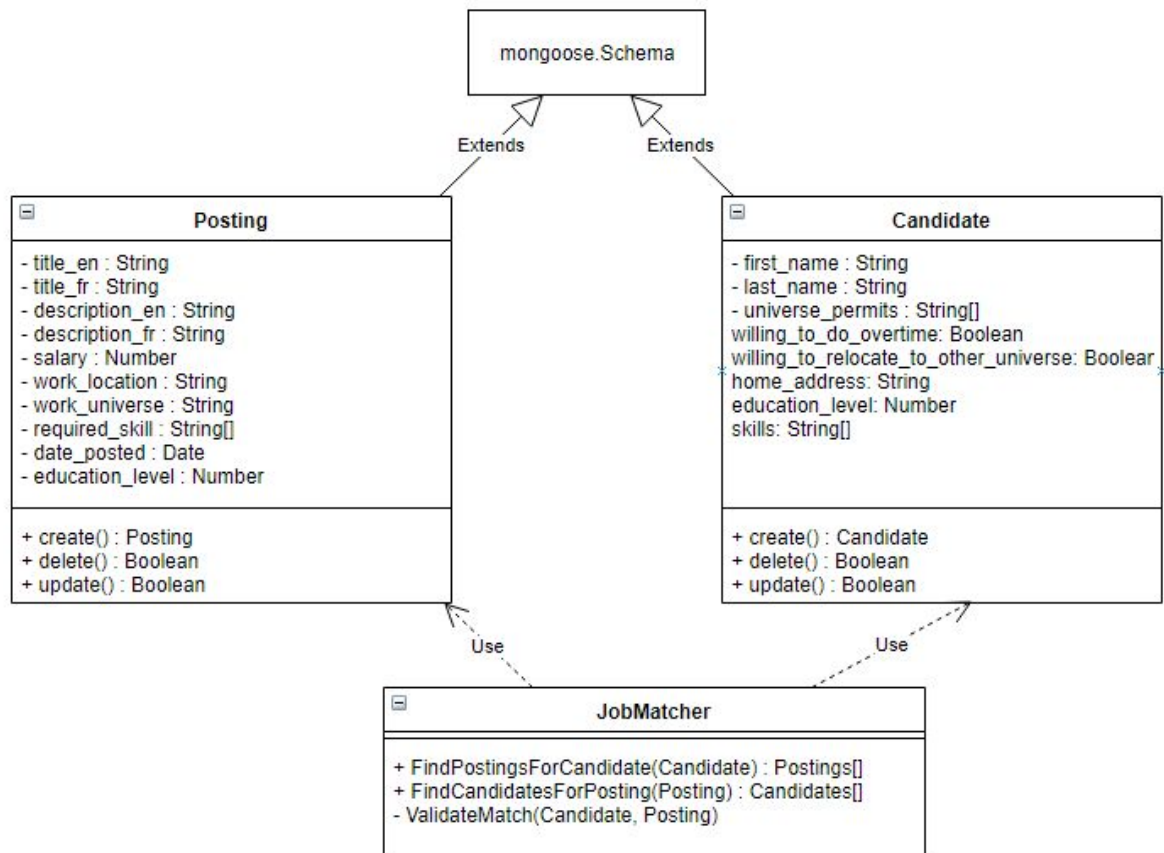 mongoose.Schema
Extends
Extends
Posting
- title_en : String
- title_fr : String
- description_en : String
- description_fr : String
- salary : Number
- work_location : String
- work_universe : String
- required_skill : String[]
- date_posted : Date
- education_level : Number
+ create() : Posting
+ delete() : Boolean
+ update() : Boolean
Candidate
- first_name : String
- last_name : String
- universe_permits : String[]
willing_to_do_overtime: Boolean
willing_to_relocate_to_other_universe: Boolear
home_address: String
education_level: Number
skills: String[]
+ create() : Candidate
+ delete() : Boolean
+ update() : Boolean
Use
Use
JobMatcher
+ FindPostingsForCandidate(Candidate) : Postings[]
+ FindCandidatesForPosting(Posting) : Candidates[]
- ValidateMatch(Candidate, Posting)